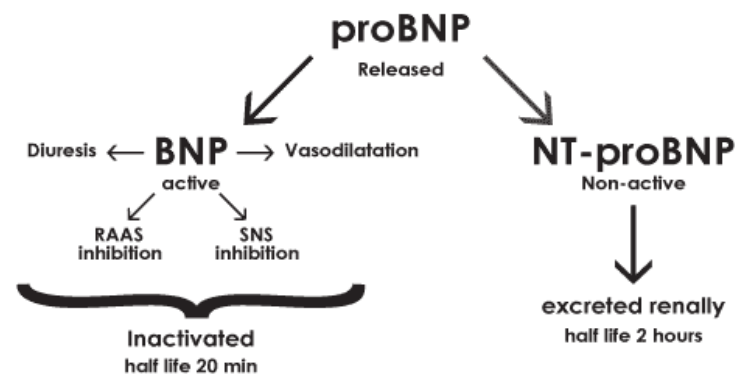 proBNP
Released
Diuresis
BNP
Vasodilatation
active
RAAS
inhibition
SNS
inhibition
Inactivated
half life 20 min
NT-proBNP
Non-active
excreted renally
half life 2 hours